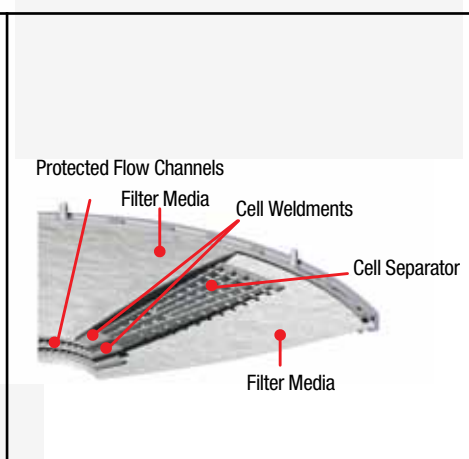 Protected Flow Channels
Filter Media
Cell Weldments
Cell Separator
Filter Media